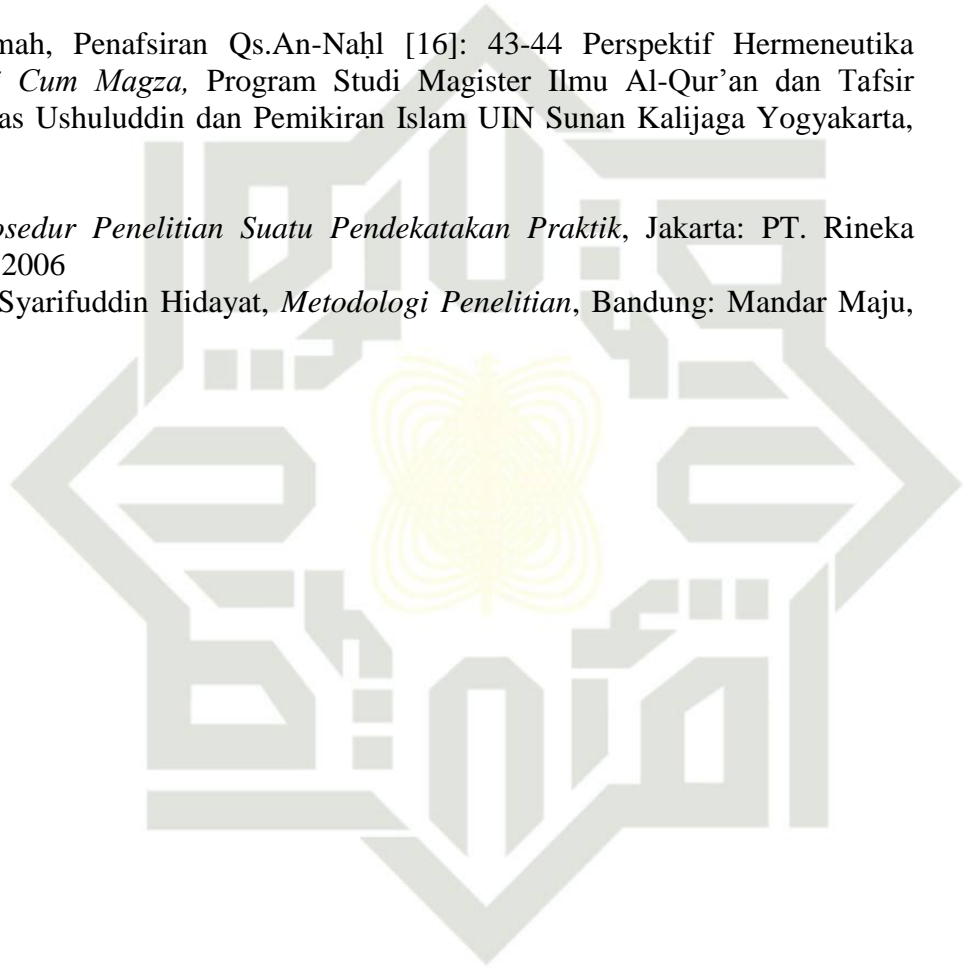 mah, Penafsiran Qs.An-Naḥl [16]: 43-44 Perspektif Hermeneutika
Cum Magza, Program Studi Magister Ilmu Al-Qur'an dan Tafsir
as Ushuluddin dan Pemikiran Islam UIN Sunan Kalijaga Yogyakarta,
osedur Penelitian Suatu Pendekatakan Praktik, Jakarta: PT. Rineka
2006
Syarifuddin Hidayat, Metodologi Penelitian, Bandung: Mandar Maju,